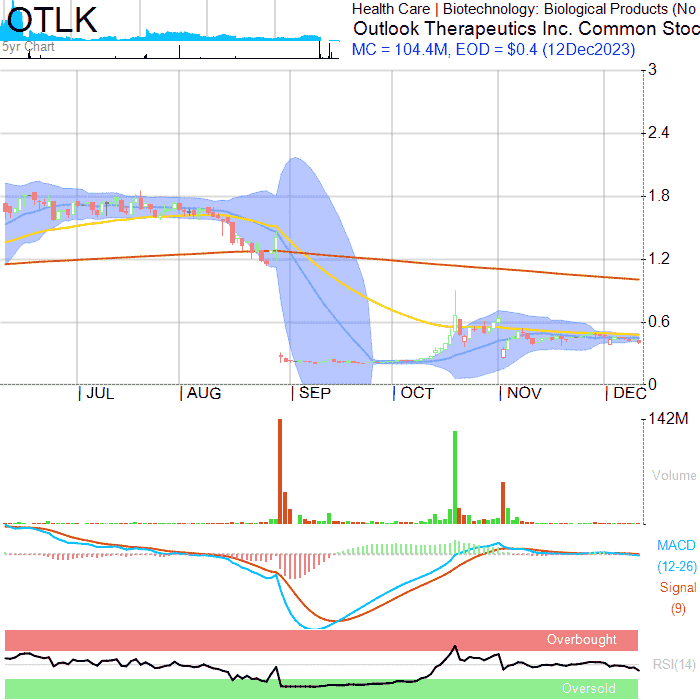 OTLK
5yr Chart
Health Care | Biotechnology: Biological Products (No
Outlook Therapeutics Inc. Common Stoc
MC = 104.4M, EOD = $0.4 (12Dec2023)
3
2.4
1.8
1.2
0.6
0
JUL AUG SEP OCT NOV DEC
142M
Volume
MACD
(12-26)
Signal
(9)
Overbought
RSI(14)
Oversold